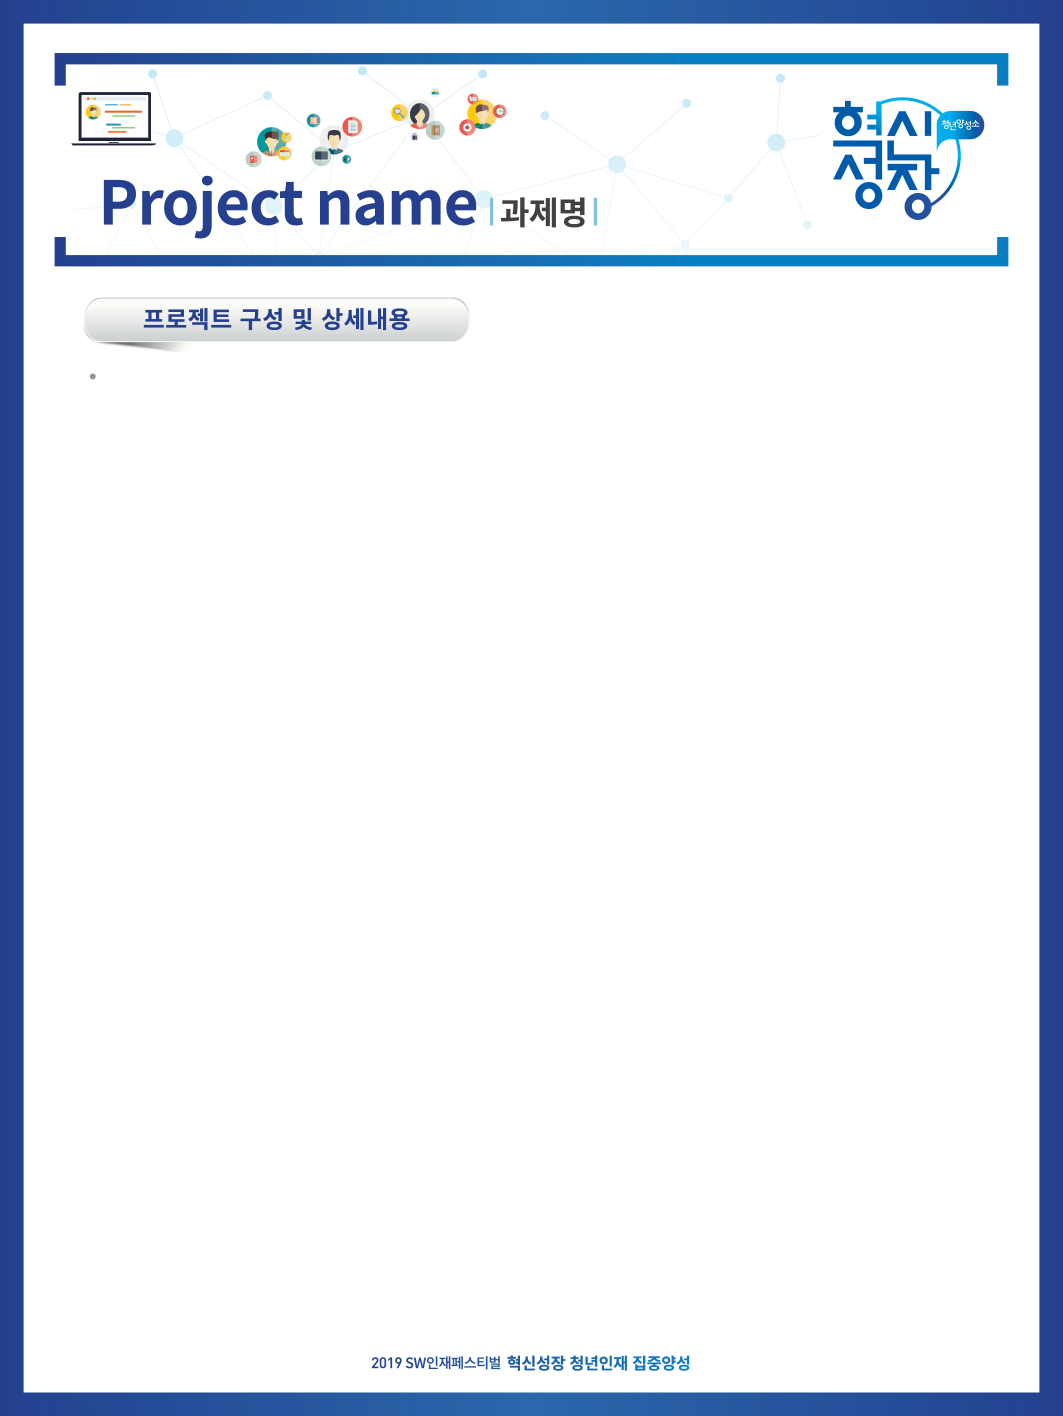 혁신
청년양성소
성장
Project name | 과제명 |
프로젝트 구성 및 상세내용
•
2019 SW인재페스티벌 혁신성장 청년인재 집중양성